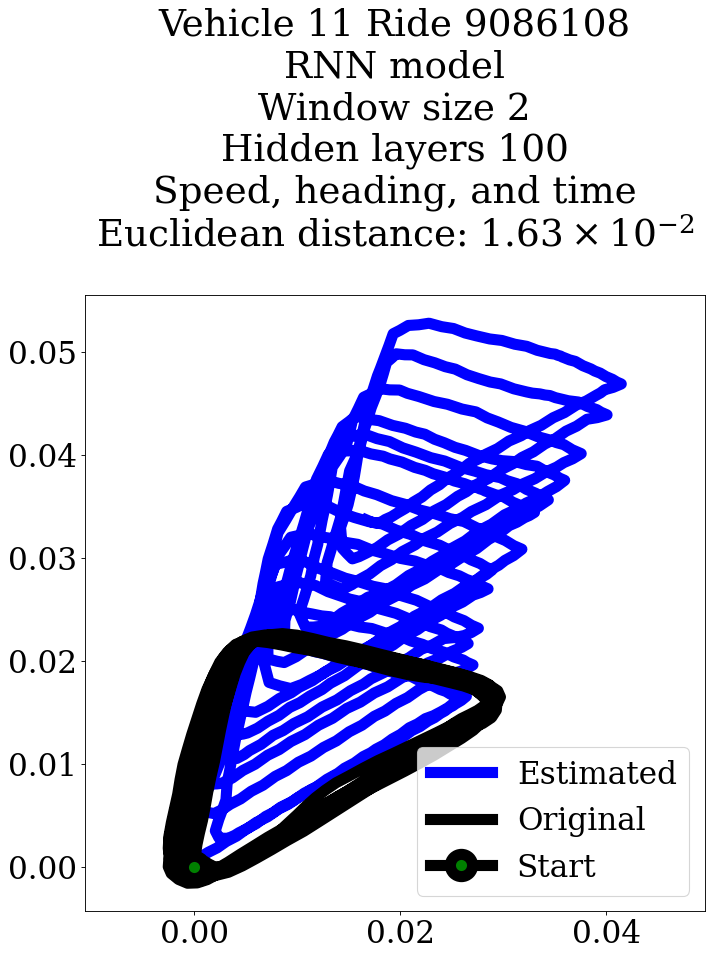 Vehicle 11 Ride 9086108
RNN model
Window size 2
Hidden layers 100
Speed, heading, and time
Euclidean distance: 1.63 × 10⁻²
0.05
0.04
0.03
0.02
0.01
0.00
Estimated
Original
Start
0.00 0.02 0.04